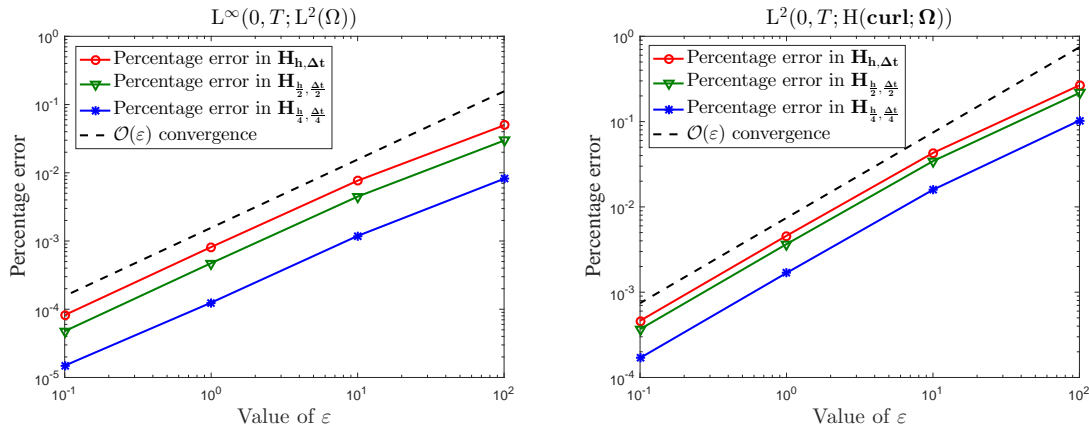 L^∞(0, T; L²(Ω))
Percentage error
10^0
10^-1
10^-2
10^-3
10^-4
10^-5
Percentage error in H_{h,Δt}
Percentage error in H_{h/2,Δt/2}
Percentage error in H_{h/4,Δt/4}
O(ε) convergence
10^-1 10^0 10^1 10^2
Value of ε
L²(0, T; H(curl; Ω))
Percentage error
10^0
10^-1
10^-2
10^-3
10^-4
Percentage error in H_{h,Δt}
Percentage error in H_{h/2,Δt/2}
Percentage error in H_{h/4,Δt/4}
O(ε) convergence
10^-1 10^0 10^1 10^2
Value of ε